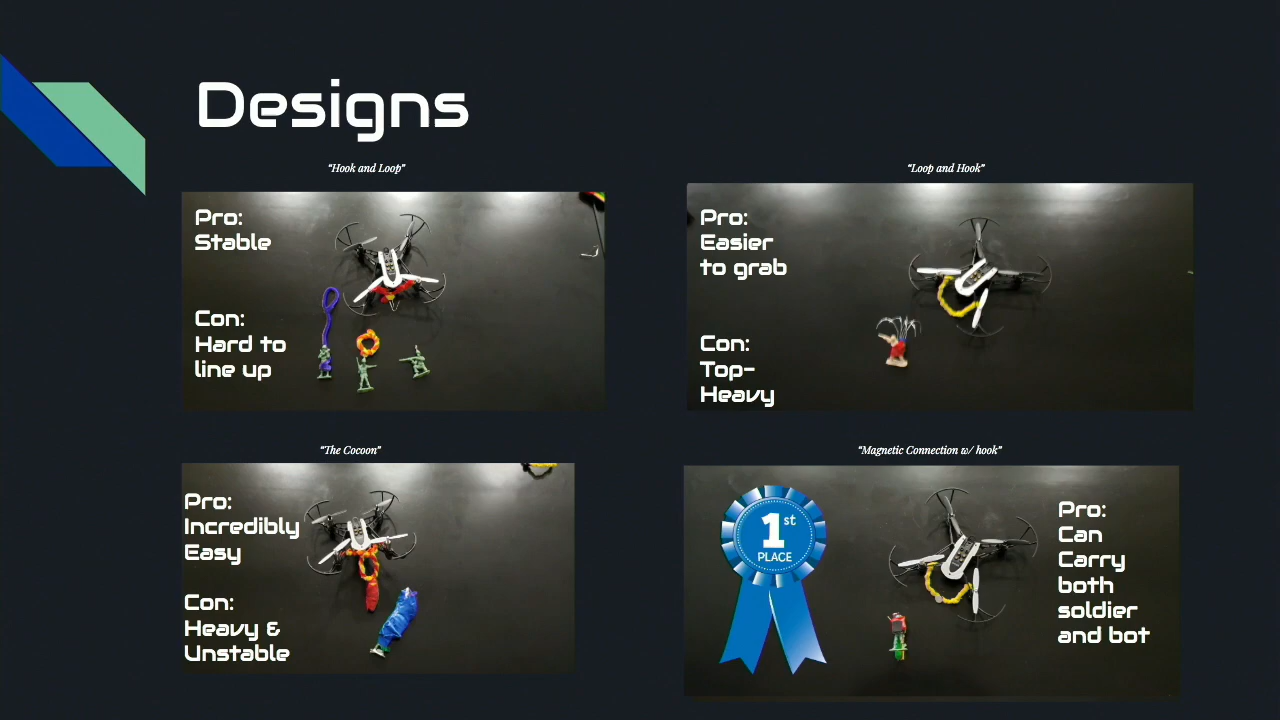 Designs
“Hook and Loop”
Pro:
Stable
Con:
Hard to
line up
“Loop and Hook”
Pro:
Easier
to grab
Con:
Top-
Heavy
“The Cocoon”
Pro:
Incredibly
Easy
Con:
Heavy &
Unstable
“Magnetic Connection w/ hook”
1st
PLACE
Pro:
Can
Carry
both
soldier
and bot